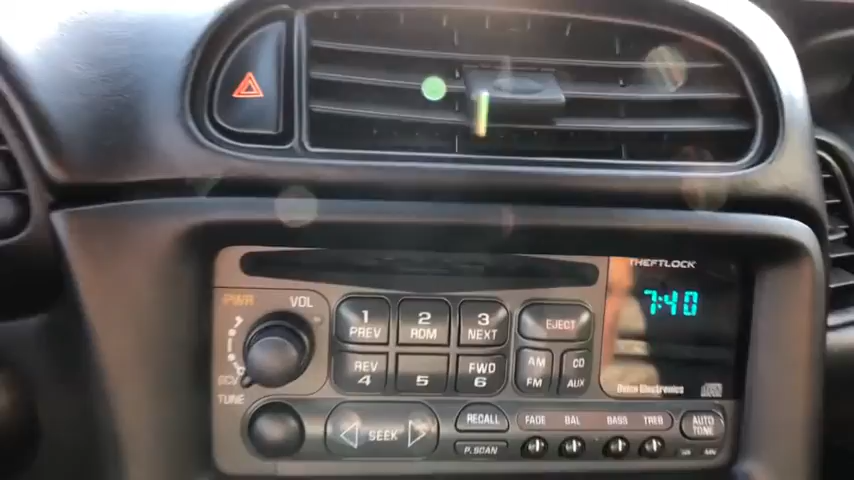 THEFTLOCK
7:40
PWR VOL
1 PREV
2 RDM
3 NEXT
EJECT
SCV
TUNE
REV 4
5
FWD 6
AM FM
CD AUX
Delco Electronics
SEEK
RECALL
P.SCAN
FADE BAL BASS TREB
AUTO TONE